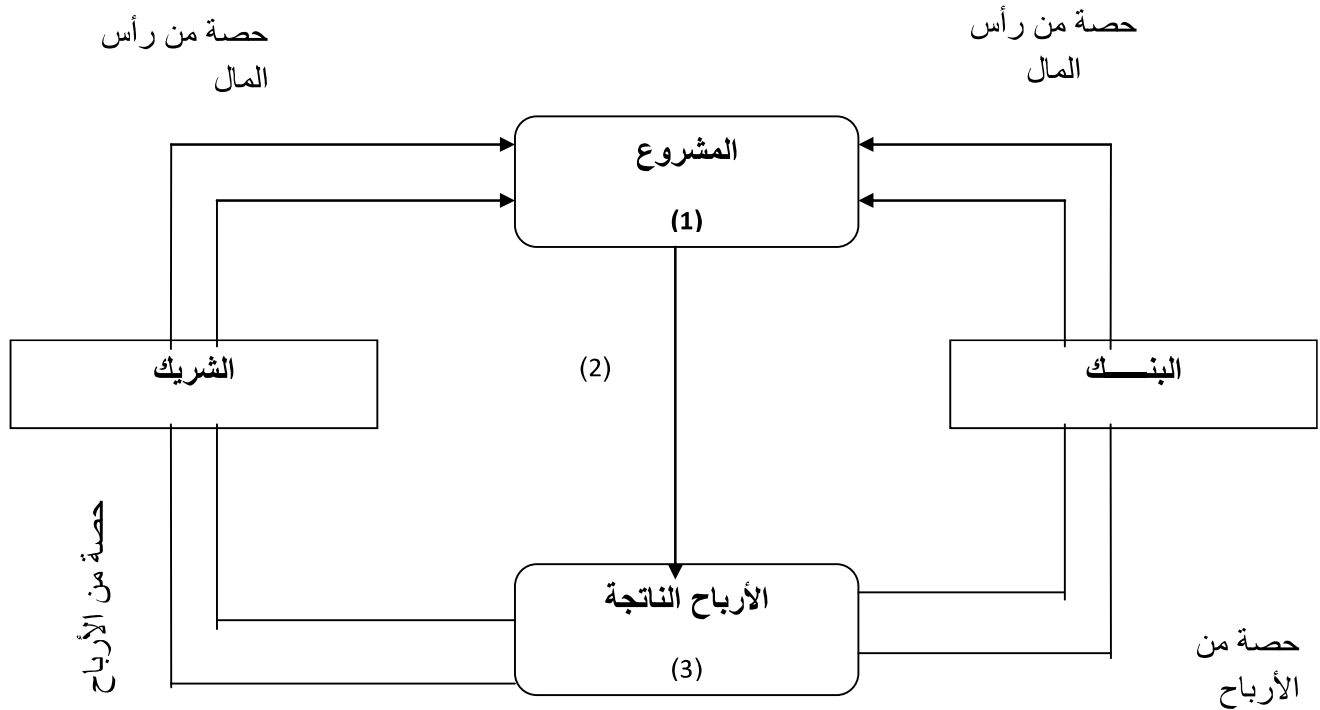 حصة من رأس
المال
حصة من رأس
المال
المشروع
(1)
البنـــــك
(2)
الشريك
الأرباح الناتجة
(3)
حصة من
الأرباح
حصة من الأرباح